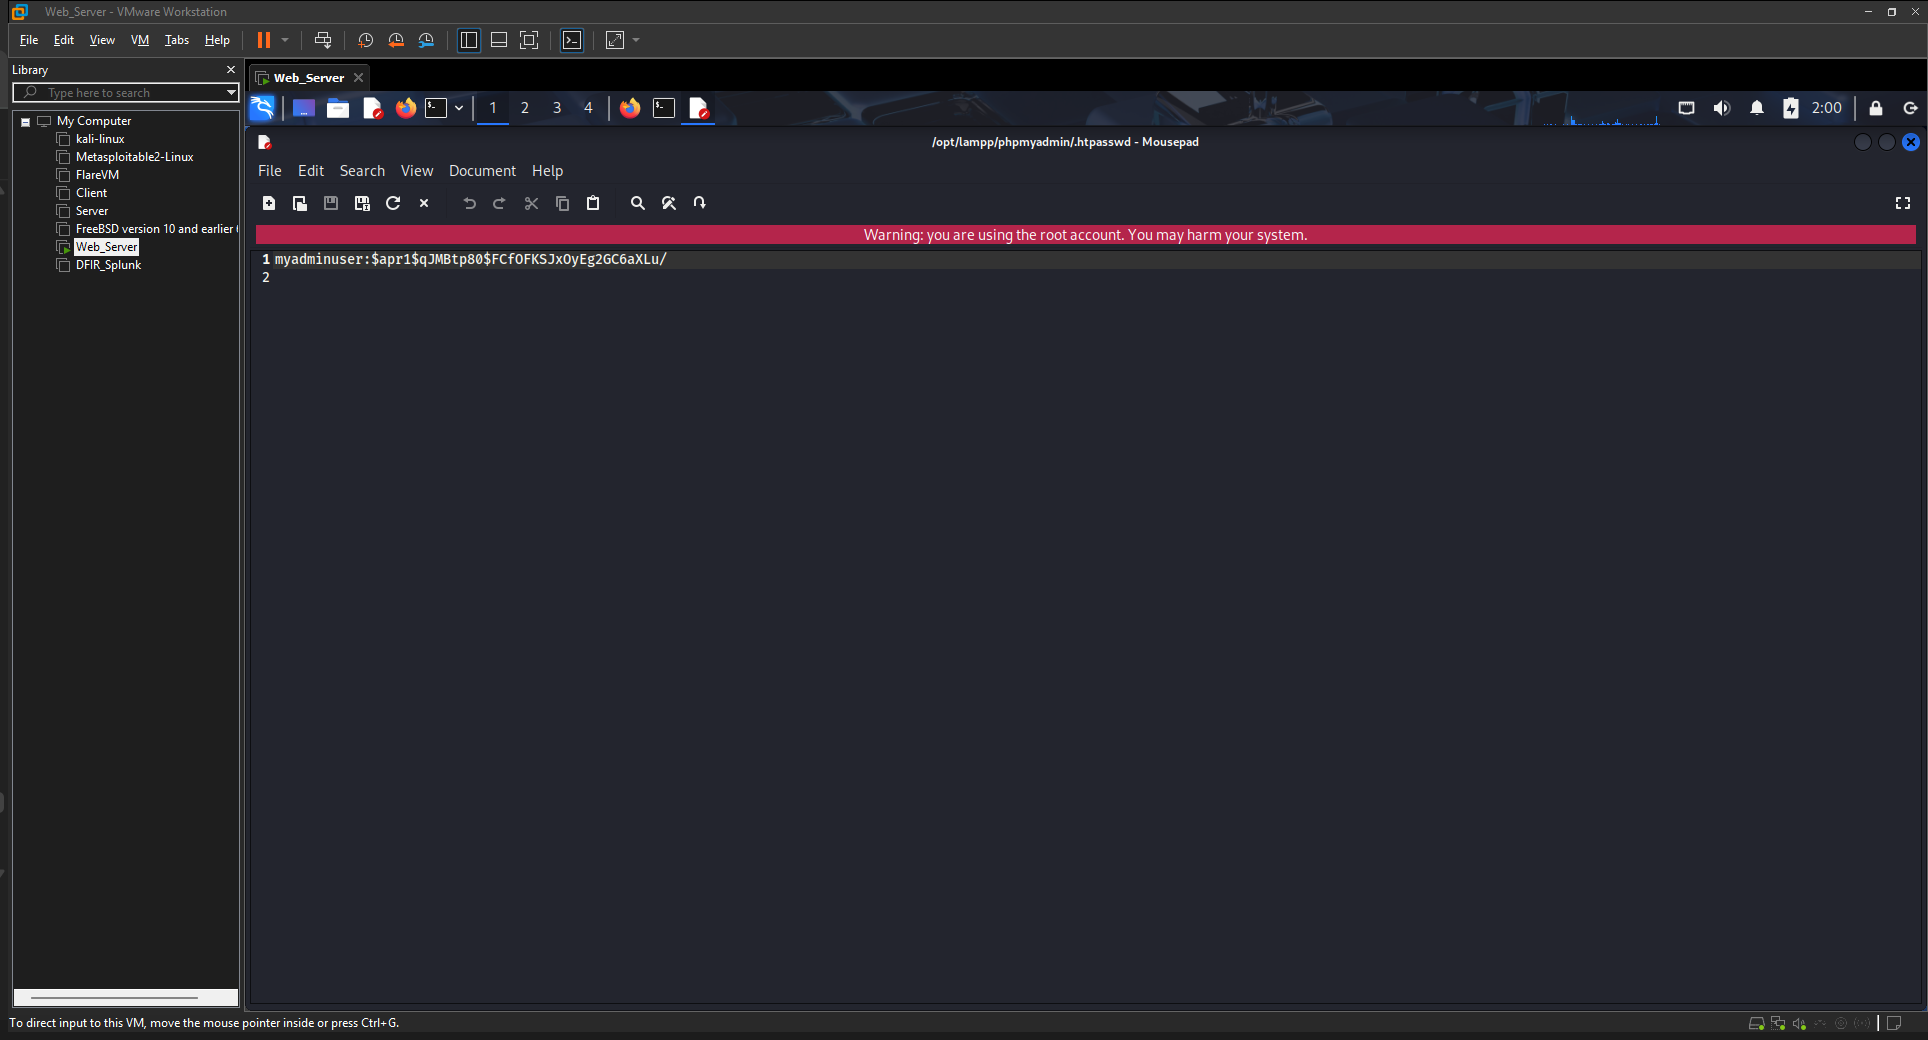 Web_Server - VMware Workstation
File Edit View VM Tabs Help
Library
Type here to search
My Computer
kali-linux
Metasploitable2-Linux
FlareVM
Client
Server
FreeBSD version 10 and earlier
Web_Server
DFIR_Splunk
Web_Server
1 2 3 4
2:00
/opt/lampp/phpmyadmin/.htpasswd - Mousepad
File Edit Search View Document Help
Warning: you are using the root account. You may harm your system.
1 myadminuser:$apr1$qJMBtp80$FCfOFKSJxOyEg2GC6aXLu/
2
To direct input to this VM, move the mouse pointer inside or press Ctrl+G.